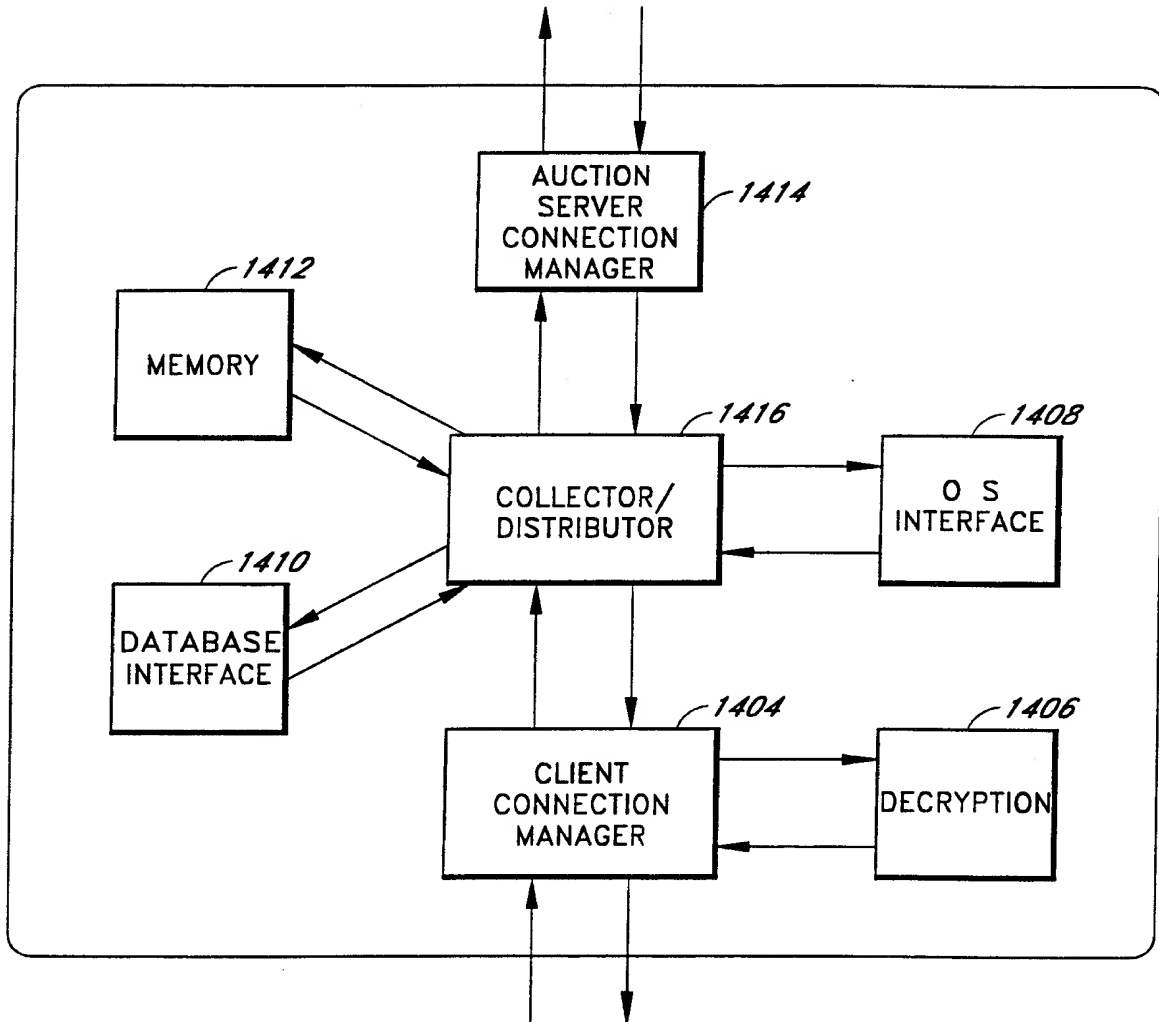 AUCTION
SERVER
CONNECTION
MANAGER
1414
1412
MEMORY
1416
COLLECTOR/
DISTRIBUTOR
1408
O S
INTERFACE
1410
DATABASE
INTERFACE
1404
CLIENT
CONNECTION
MANAGER
1406
DECRYPTION